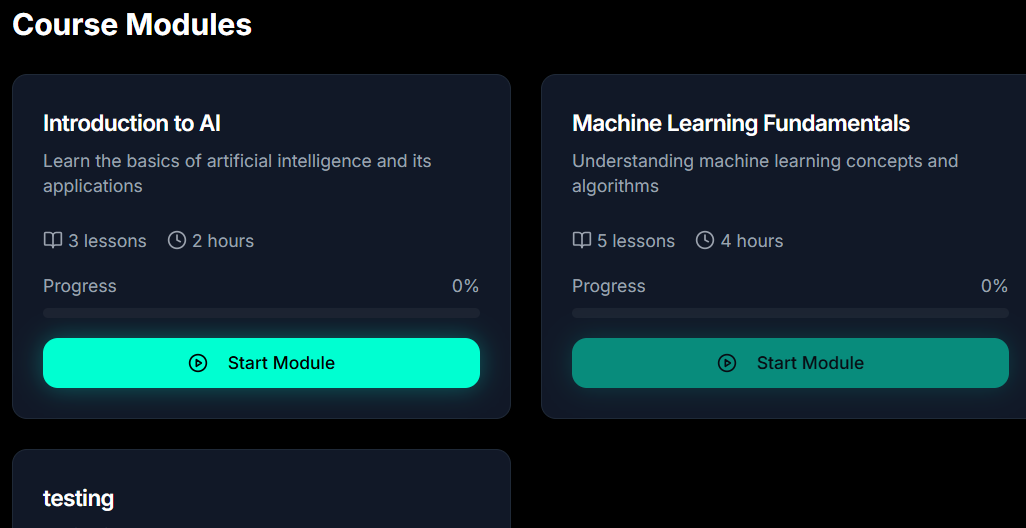 Course Modules
Introduction to AI
Learn the basics of artificial intelligence and its
applications
3 lessons 2 hours
Progress 0%
Start Module
Machine Learning Fundamentals
Understanding machine learning concepts and
algorithms
5 lessons 4 hours
Progress 0%
Start Module
testing